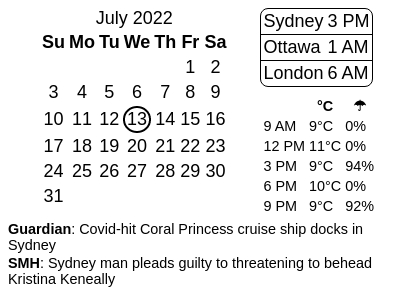 July 2022
Su Mo Tu We Th Fr Sa
1 2
3 4 5 6 7 8 9
10 11 12 13 14 15 16
17 18 19 20 21 22 23
24 25 26 27 28 29 30
31
Sydney 3 PM
Ottawa 1 AM
London 6 AM
°C ☂
9 AM 9°C 0%
12 PM 11°C 0%
3 PM 9°C 94%
6 PM 10°C 0%
9 PM 9°C 92%
Guardian: Covid-hit Coral Princess cruise ship docks in
Sydney
SMH: Sydney man pleads guilty to threatening to behead
Kristina Keneally